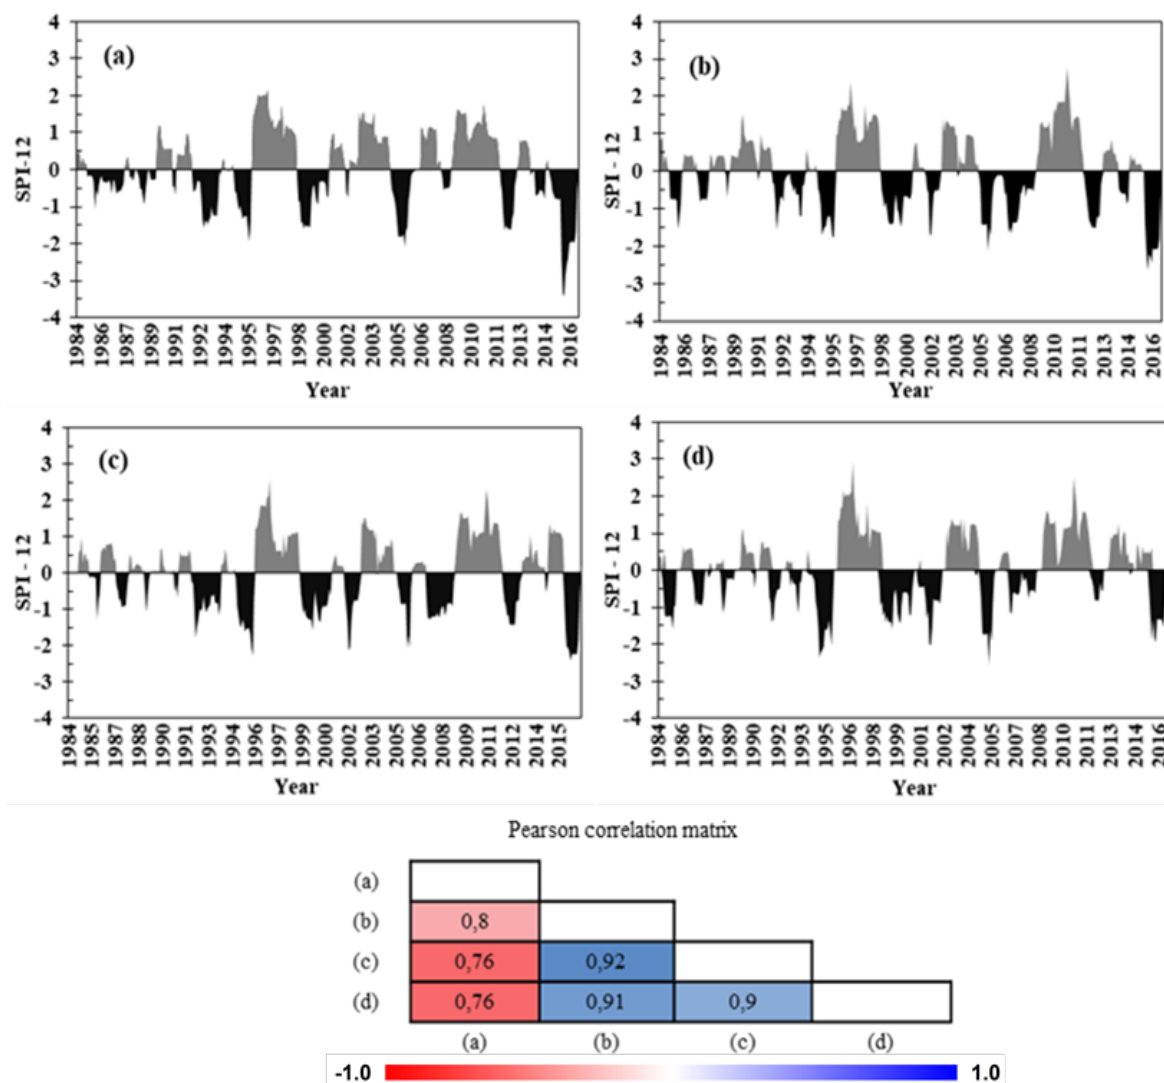 4
3
2
1
0
-1
-2
-3
-4
SPI-12
(a)
1984 1986 1987 1989 1991 1992 1994 1995 1997 1998 2000 2002 2003 2005 2006 2008 2010 2011 2013 2014 2016
Year
4
3
2
1
0
-1
-2
-3
-4
SPI - 12
(b)
1984 1986 1987 1989 1991 1992 1994 1995 1997 1998 2000 2002 2003 2005 2006 2008 2010 2011 2013 2014 2016
Year
4
3
2
1
0
-1
-2
-3
-4
SPI - 12
(c)
1984 1985 1987 1988 1990 1991 1993 1994 1996 1997 1999 2000 2002 2003 2005 2006 2008 2009 2011 2012 2014 2015
Year
4
3
2
1
0
-1
-2
-3
-4
SPI - 12
(d)
1984 1986 1987 1989 1990 1992 1993 1995 1996 1998 1999 2001 2002 2004 2005 2007 2008 2010 2011 2013 2014 2016
Year
Pearson correlation matrix
(a)
(b) 0,8
(c) 0,76 0,92
(d) 0,76 0,91 0,9
(a) (b) (c) (d)
-1.0 1.0